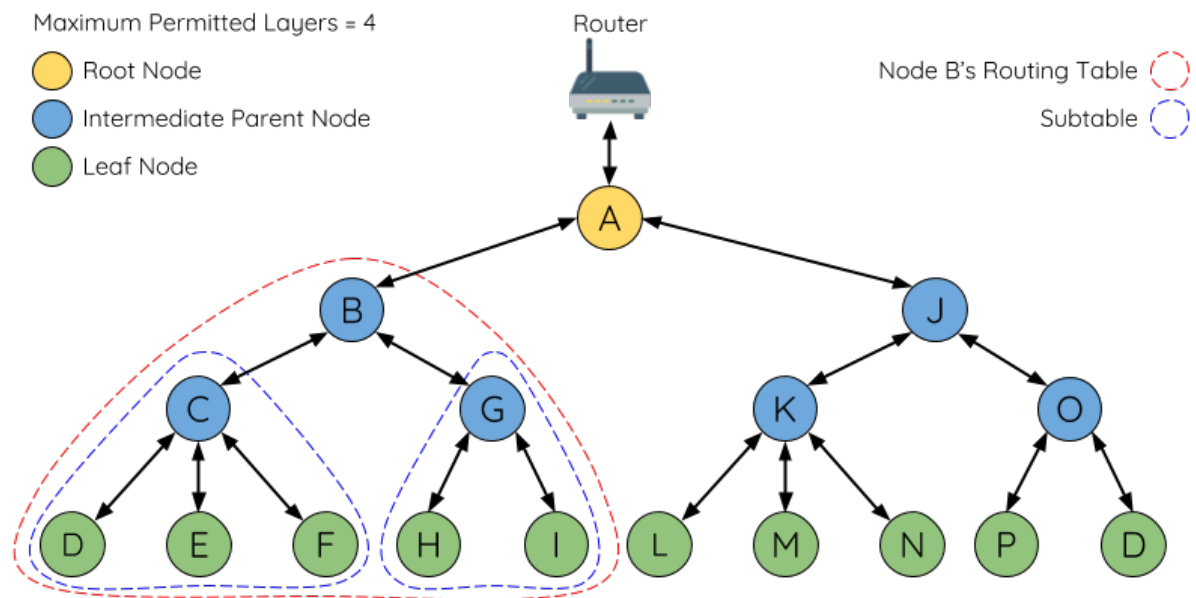 Maximum Permitted Layers = 4
Router
Root Node
Node B's Routing Table
Intermediate Parent Node
Subtable
Leaf Node
A
B
J
C
G
K
O
D
E
F
H
I
L
M
N
P
D